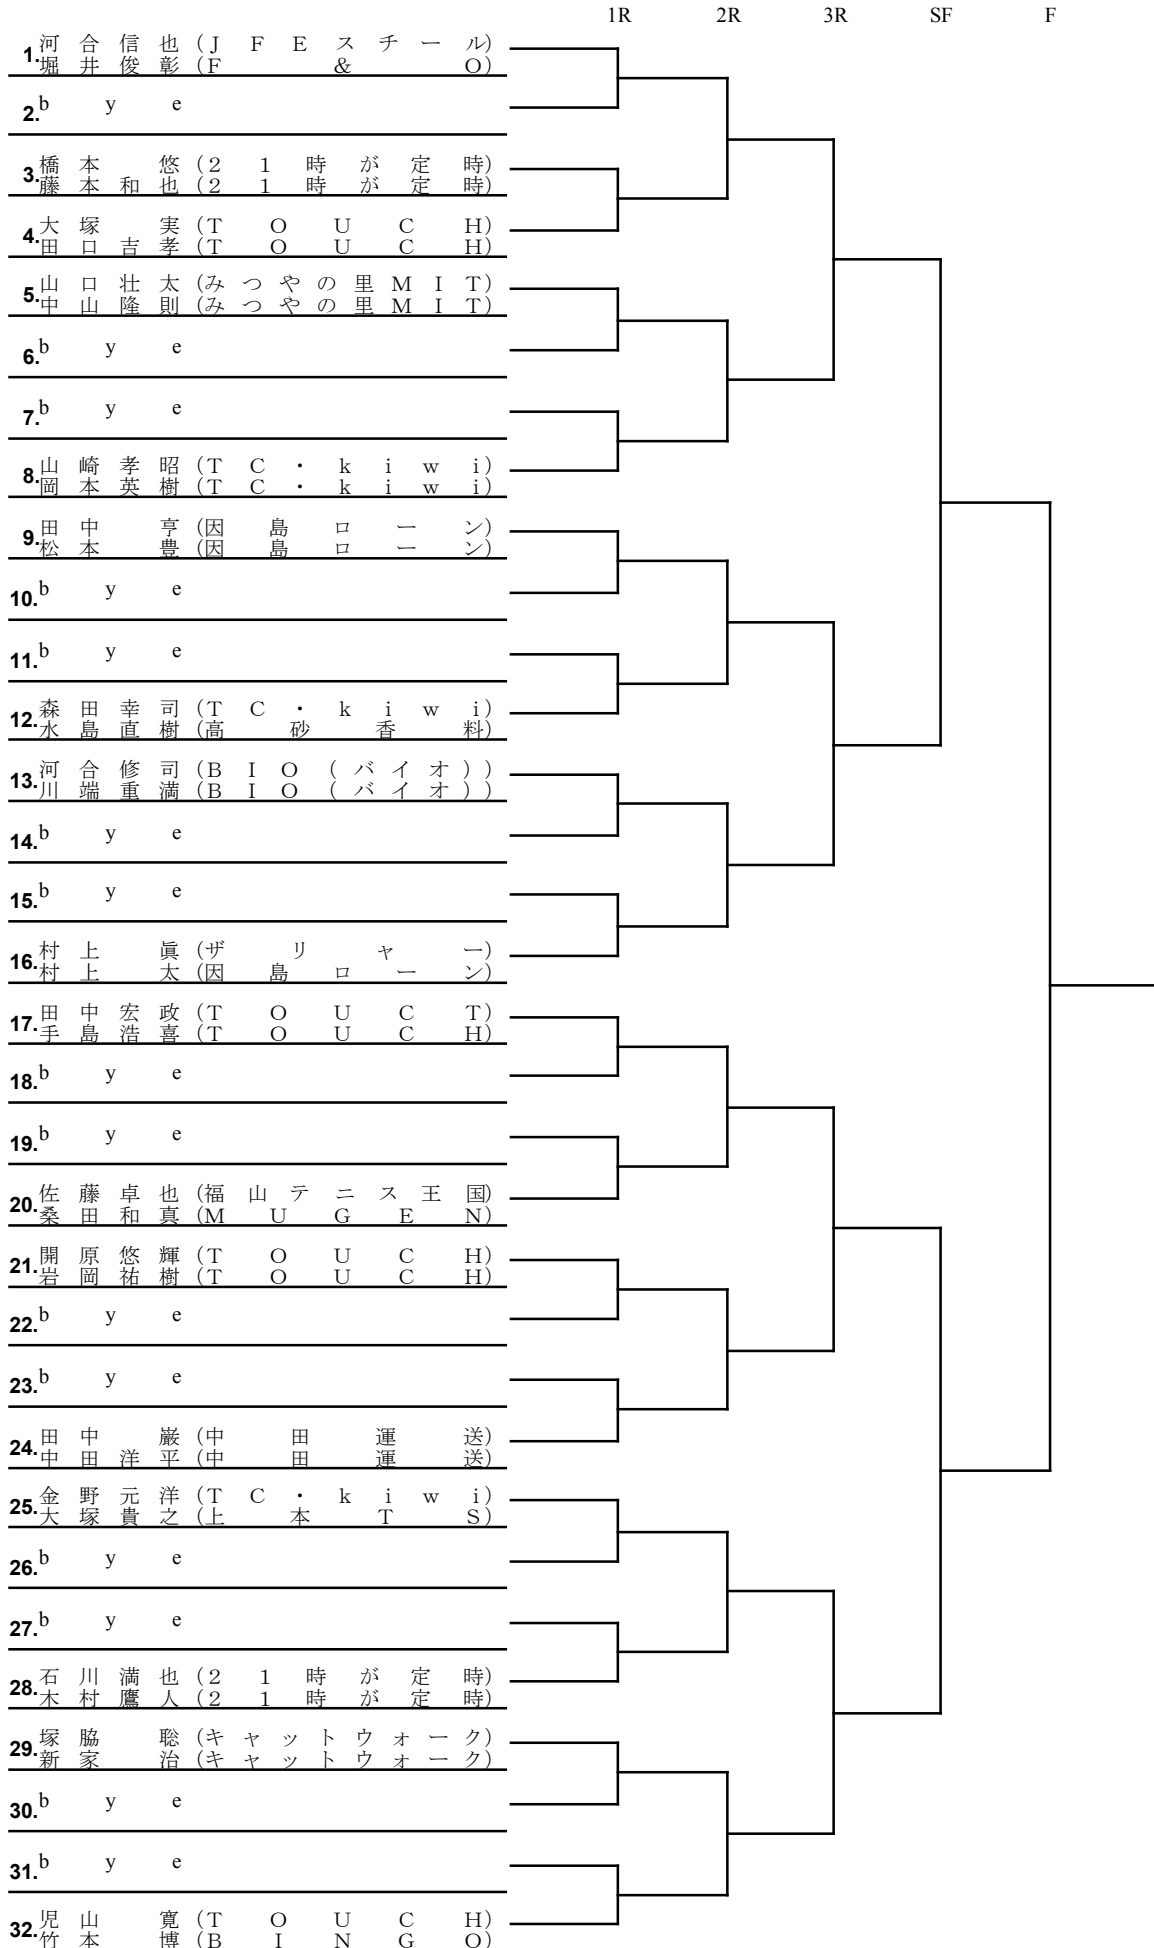 1R 2R 3R SF F
1. 河合信也(JFEスチール)
堀井俊彰(F&O)
2. bye
3. 橋本 悠(21時が定時)
藤本和也(21時が定時)
4. 大塚 実(TOUCH)
田口吉孝(TOUCH)
5. 山口壮太(みつやの里MIT)
中山隆則(みつやの里MIT)
6. bye
7. bye
8. 山崎孝昭(TC・kiwi)
岡本英樹(TC・kiwi)
9. 田中 亨(因島ローン)
松本 豊(因島ローン)
10. bye
11. bye
12. 森田幸司(TC・kiwi)
水島直樹(高砂香料)
13. 河合修司(BIO(バイオ))
川端重満(BIO(バイオ))
14. bye
15. bye
16. 村上 眞(ザリャー)
村上 太(因島ローン)
17. 田中宏政(TOUCT)
手島浩喜(TOUCH)
18. bye
19. bye
20. 佐藤卓也(福山テニス王国)
桑田和真(MUGEN)
21. 開原悠輝(TOUCH)
岩岡祐樹(TOUCH)
22. bye
23. bye
24. 田中 巌(中田運送)
中田洋平(中田運送)
25. 金野元洋(TC・kiwi)
大塚貴之(上本TS)
26. bye
27. bye
28. 石川満也(21時が定時)
木村鷹人(21時が定時)
29. 塚脇 聡(キャットウォーク)
新家 治(キャットウォーク)
30. bye
31. bye
32. 児山 寛(TOUCH)
竹本 博(BINGO)